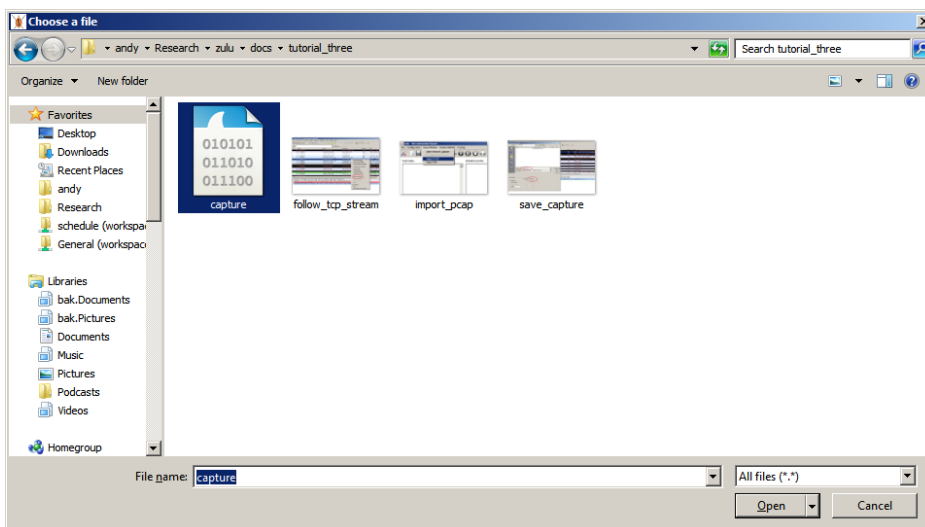 Choose a file
andy Research zulu docs tutorial_three
Search tutorial_three
Organize New folder
Favorites
Desktop
Downloads
Recent Places
andy
Research
schedule (workspa
General (workspac
Libraries
bak.Documents
bak.Pictures
Documents
Music
Pictures
Podcasts
Videos
Homegroup
010101
011010
011100
capture
follow_tcp_stream
import_pcap
save_capture
File name: capture
All files (*.*)
Open
Cancel